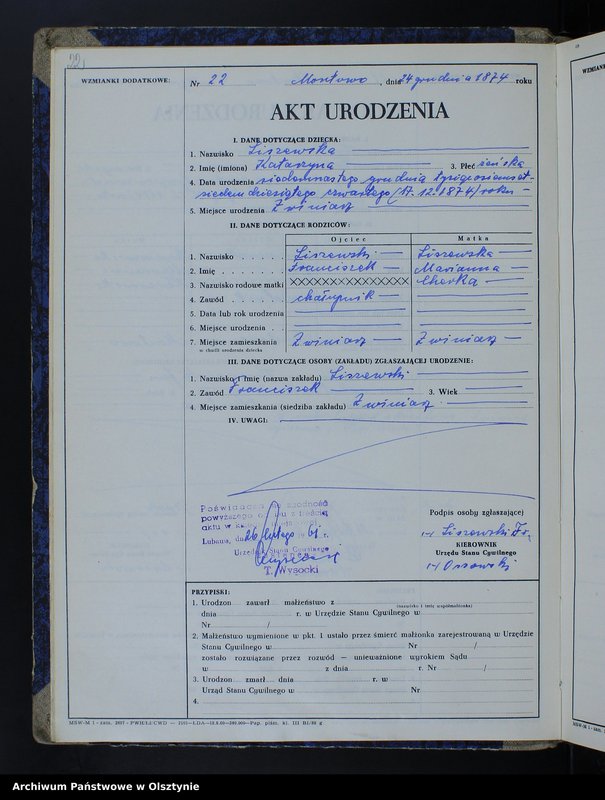 22
WZMIANKI DODATKOWE:
Nr 22 Montowo, dnia 24 grudnia 1874 roku
AKT URODZENIA
I. DANE DOTYCZĄCE DZIECKA:
1. Nazwisko Liszewska
2. Imię (imiona) Katarzyna 3. Płeć żeńska
4. Data urodzenia siedemnastego grudnia tysiąc osiemset
siedemdziesiątego czwartego (17.12.1874) roku
5. Miejsce urodzenia Zwiniarz
II. DANE DOTYCZĄCE RODZICÓW:
Ojciec Matka
1. Nazwisko Liszewski Liszewska
2. Imię Franciszek Marianna
3. Nazwisko rodowe matki XXXXXXXXXXXXX
4. Zawód chałupnik
5. Data lub rok urodzenia
6. Miejsce urodzenia
7. Miejsce zamieszkania Zwiniarz Zwiniarz
w chwili urodzenia dziecka
III. DANE DOTYCZĄCE OSOBY (ZAKŁADU) ZGŁASZAJĄCEJ URODZENIE:
1. Nazwisko i imię (nazwa zakładu) Liszewski
2. Zawód Franciszek 3. Wiek
4. Miejsce zamieszkania (siedziba zakładu) Zwiniarz
IV. UWAGI:
Poświadcza się zgodność
powyższego z treścią
aktu w
Lubawa, dnia 26 lutego 1961 r.
Urzędu Stanu Cywilnego
T. Wysocki
Podpis osoby zgłaszającej
-/ Liszewski Fr.
KIEROWNIK
Urzędu Stanu Cywilnego
-/ Ossowski
PRZYPISKI:
1. Urodzon zawarł małżeństwo z
(nazwisko i imię współmałżonka)
dnia r. w Urzędzie Stanu Cywilnego w
Nr /
2. Małżeństwo wymienione w pkt. 1 ustało przez śmierć małżonka zarejestrowaną w Urzędzie
Stanu Cywilnego w Nr /
zostało rozwiązane przez rozwód — unieważnione wyrokiem Sądu
w z dnia r. Nr /
3. Urodzon zmarł dnia r. w
Urząd Stanu Cywilnego w Nr
4.
WZMIANKI
MSW-M 1 - zam.
Archiwum Państwowe w Olsztynie